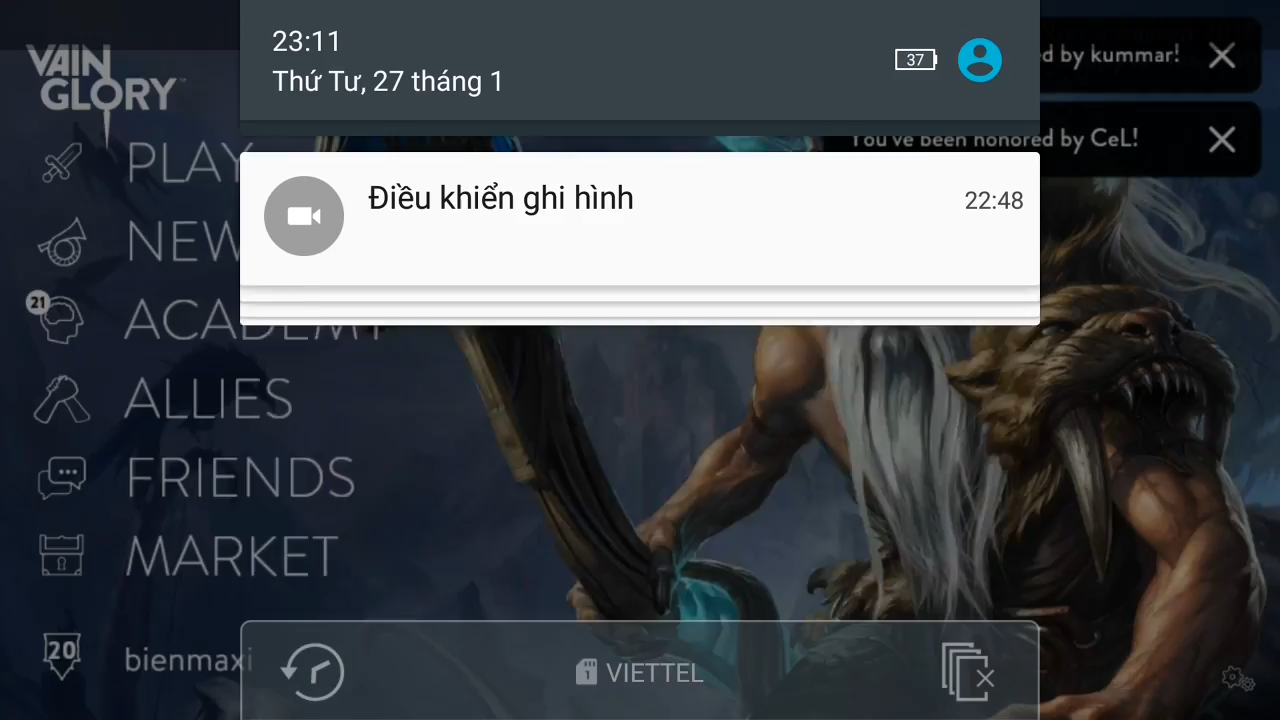 VAIN
GLORY
23:11
Thứ Tư, 27 tháng 1
37
d by kummar!
You've been honored by CeL!
Điều khiển ghi hình
22:48
PLAY
NEW
21
ACADEMY
ALLIES
FRIENDS
MARKET
20
bienmaxi
1
VIETTEL